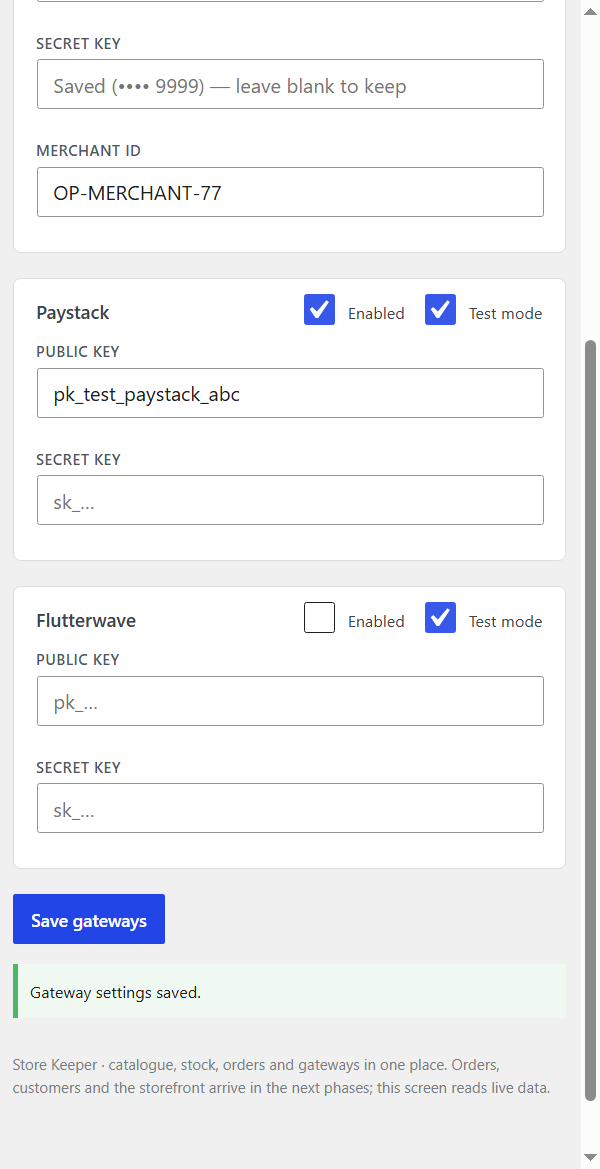 SECRET KEY
Saved (•••• 9999) — leave blank to keep
MERCHANT ID
OP-MERCHANT-77
Paystack Enabled Test mode
PUBLIC KEY
pk_test_paystack_abc
SECRET KEY
sk_...
Flutterwave Enabled Test mode
PUBLIC KEY
pk_...
SECRET KEY
sk_...
Save gateways
Gateway settings saved.
Store Keeper · catalogue, stock, orders and gateways in one place. Orders,
customers and the storefront arrive in the next phases; this screen reads live data.